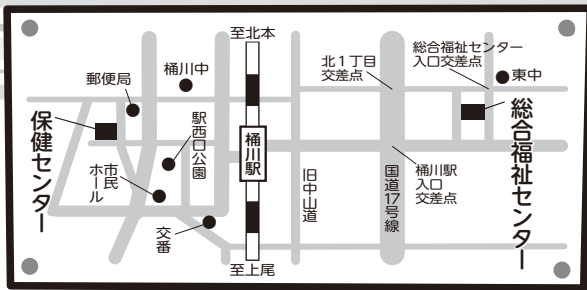 至北本
総合福祉センター
入口交差点
北1丁目
交差点
桶川中
東中
郵便局
保健センター
駅西口公園
桶川駅
総合福祉センター
市民
ホール
旧中山道
国道17号線
桶川駅
入口
交差点
交番
至上尾